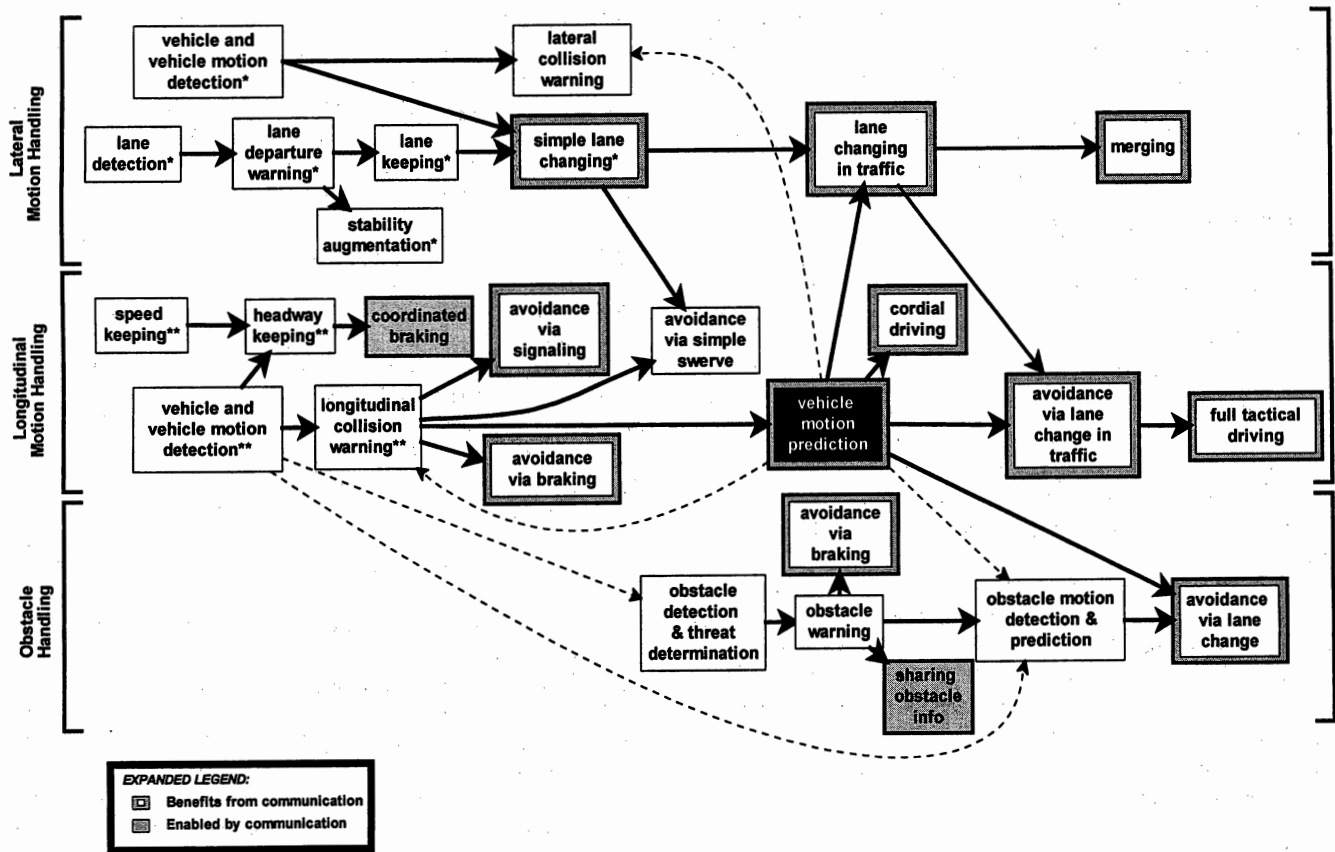 Lateral
Motion Handling
vehicle and
vehicle motion
detection*
lateral
collision
warning
lane
detection*
lane
departure
warning*
lane
keeping*
simple lane
changing*
lane
changing
in traffic
merging
stability
augmentation*
Longitudinal
Motion Handling
speed
keeping**
headway
keeping**
coordinated
braking
avoidance
via
signaling
avoidance
via simple
swerve
cordial
driving
vehicle and
vehicle motion
detection**
longitudinal
collision
warning**
avoidance
via braking
vehicle
motion
prediction
avoidance
via lane
change in
traffic
full tactical
driving
Obstacle
Handling
avoidance
via
braking
obstacle
detection
& threat
determination
obstacle
warning
obstacle motion
detection &
prediction
avoidance
via lane
change
sharing
obstacle
info
EXPANDED LEGEND:
Benefits from communication
Enabled by communication